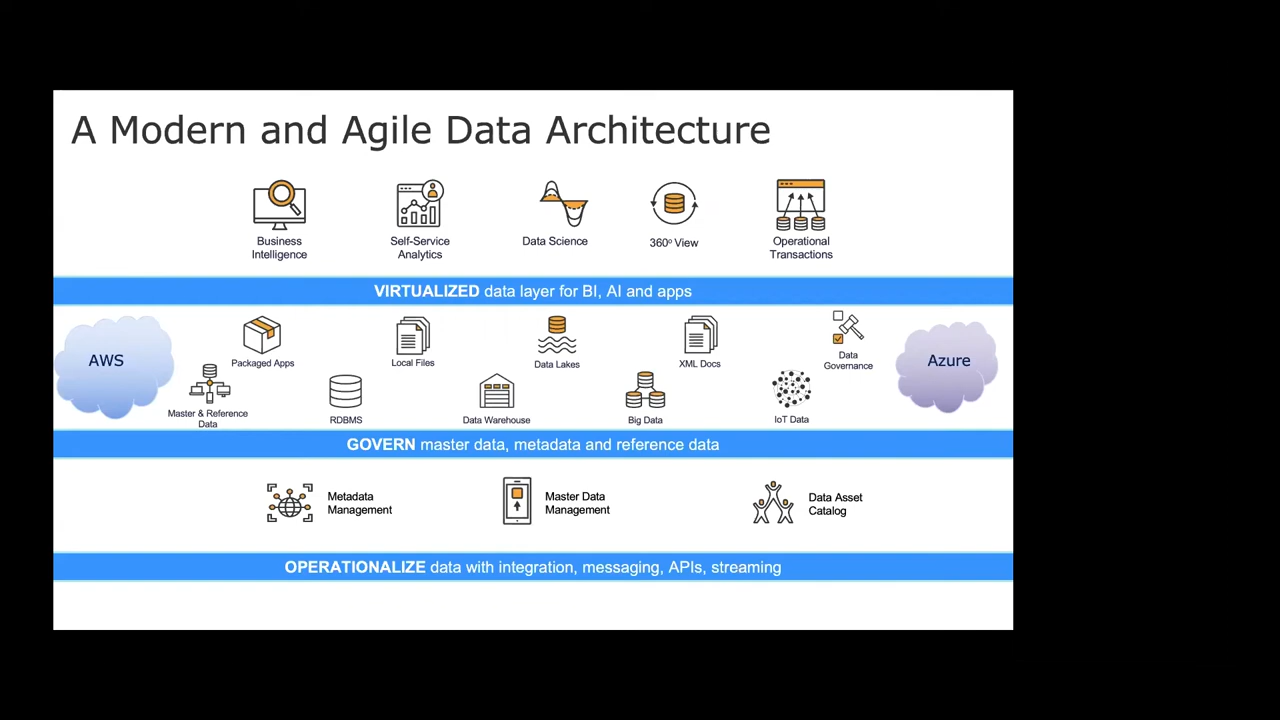 A Modern and Agile Data Architecture
Business
Intelligence
Self-Service
Analytics
Data Science
360º View
Operational
Transactions
VIRTUALIZED data layer for BI, AI and apps
AWS
Packaged Apps
Local Files
Data Lakes
XML Docs
Data
Governance
Azure
Master & Reference
Data
RDBMS
Data Warehouse
Big Data
IoT Data
GOVERN master data, metadata and reference data
Metadata
Management
Master Data
Management
Data Asset
Catalog
OPERATIONALIZE data with integration, messaging, APIs, streaming